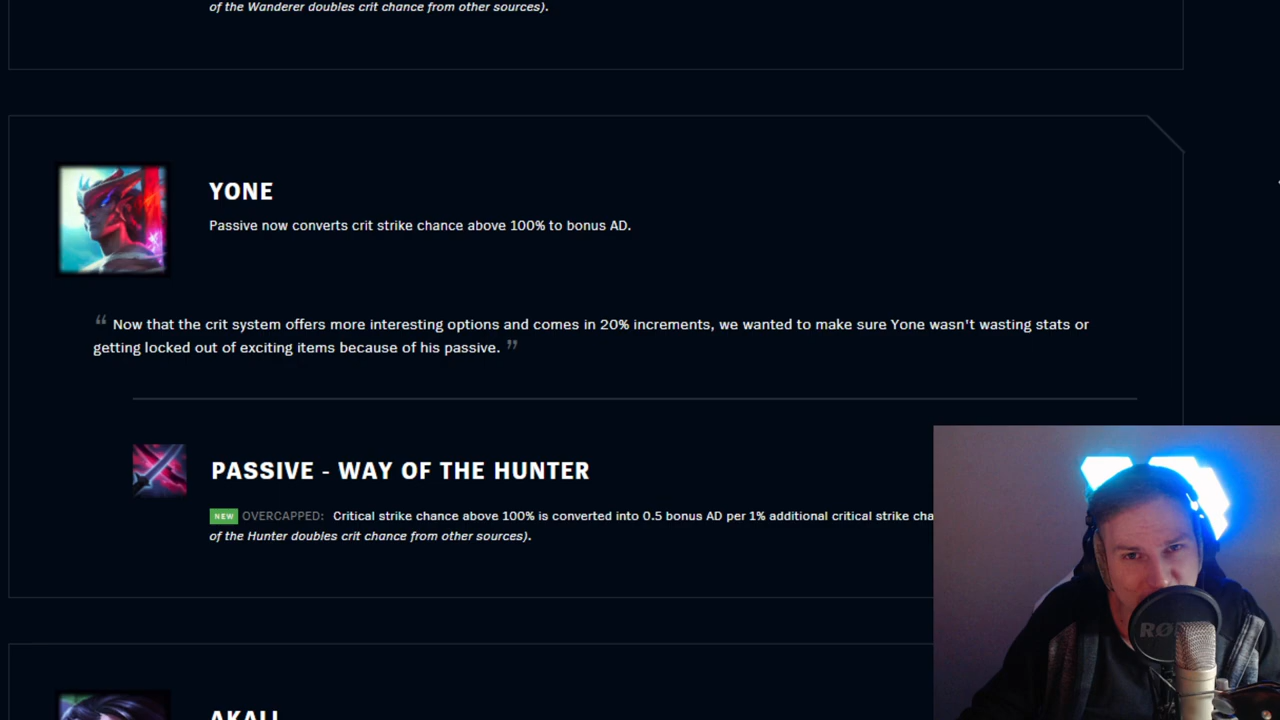 of the Wanderer doubles crit chance from other sources).
YONE
Passive now converts crit strike chance above 100% to bonus AD.
“ Now that the crit system offers more interesting options and comes in 20% increments, we wanted to make sure Yone wasn't wasting stats or
getting locked out of exciting items because of his passive. ”
PASSIVE - WAY OF THE HUNTER
NEW OVERCAPPED: Critical strike chance above 100% is converted into 0.5 bonus AD per 1% additional critical strike cha
of the Hunter doubles crit chance from other sources).
RØ
AKALI